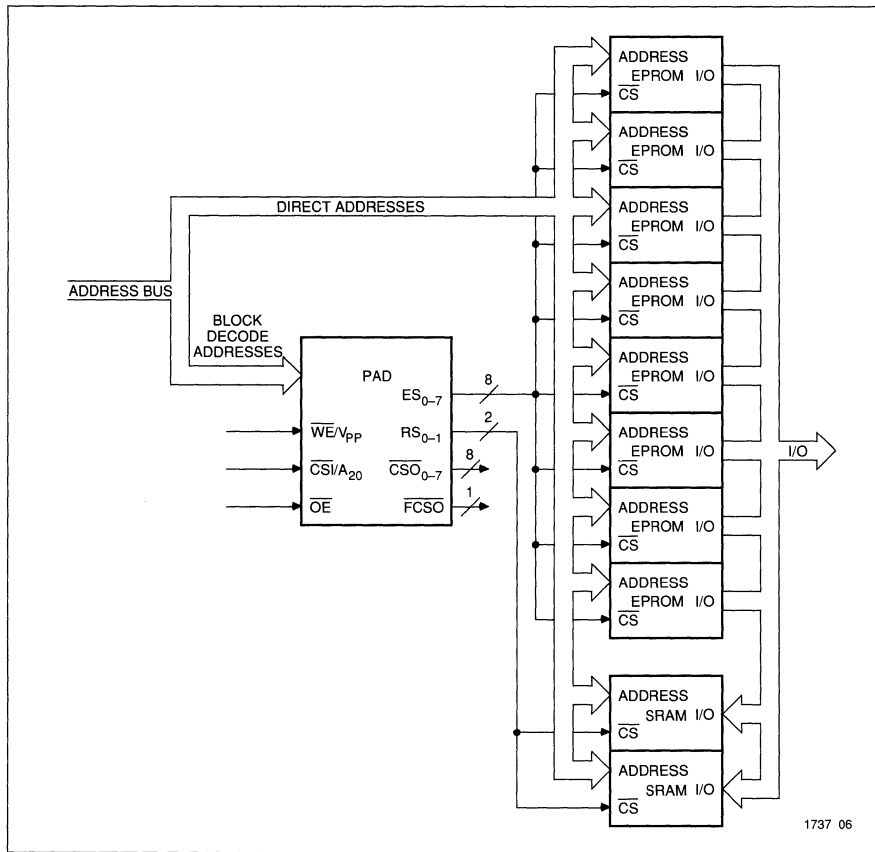 ADDRESS
EPROM I/O
CS
ADDRESS
EPROM I/O
CS
ADDRESS
EPROM I/O
CS
ADDRESS
EPROM I/O
CS
ADDRESS
EPROM I/O
CS
ADDRESS
EPROM I/O
CS
ADDRESS
EPROM I/O
CS
ADDRESS
EPROM I/O
CS
ADDRESS
SRAM I/O
CS
ADDRESS
SRAM I/O
CS
DIRECT ADDRESSES
ADDRESS BUS
BLOCK
DECODE
ADDRESSES
PAD
ES0–7
8
RS0–1
2
WE/VPP
CSO0–7
8
CSI/A20
FCSO
1
OE
I/O
1737 06